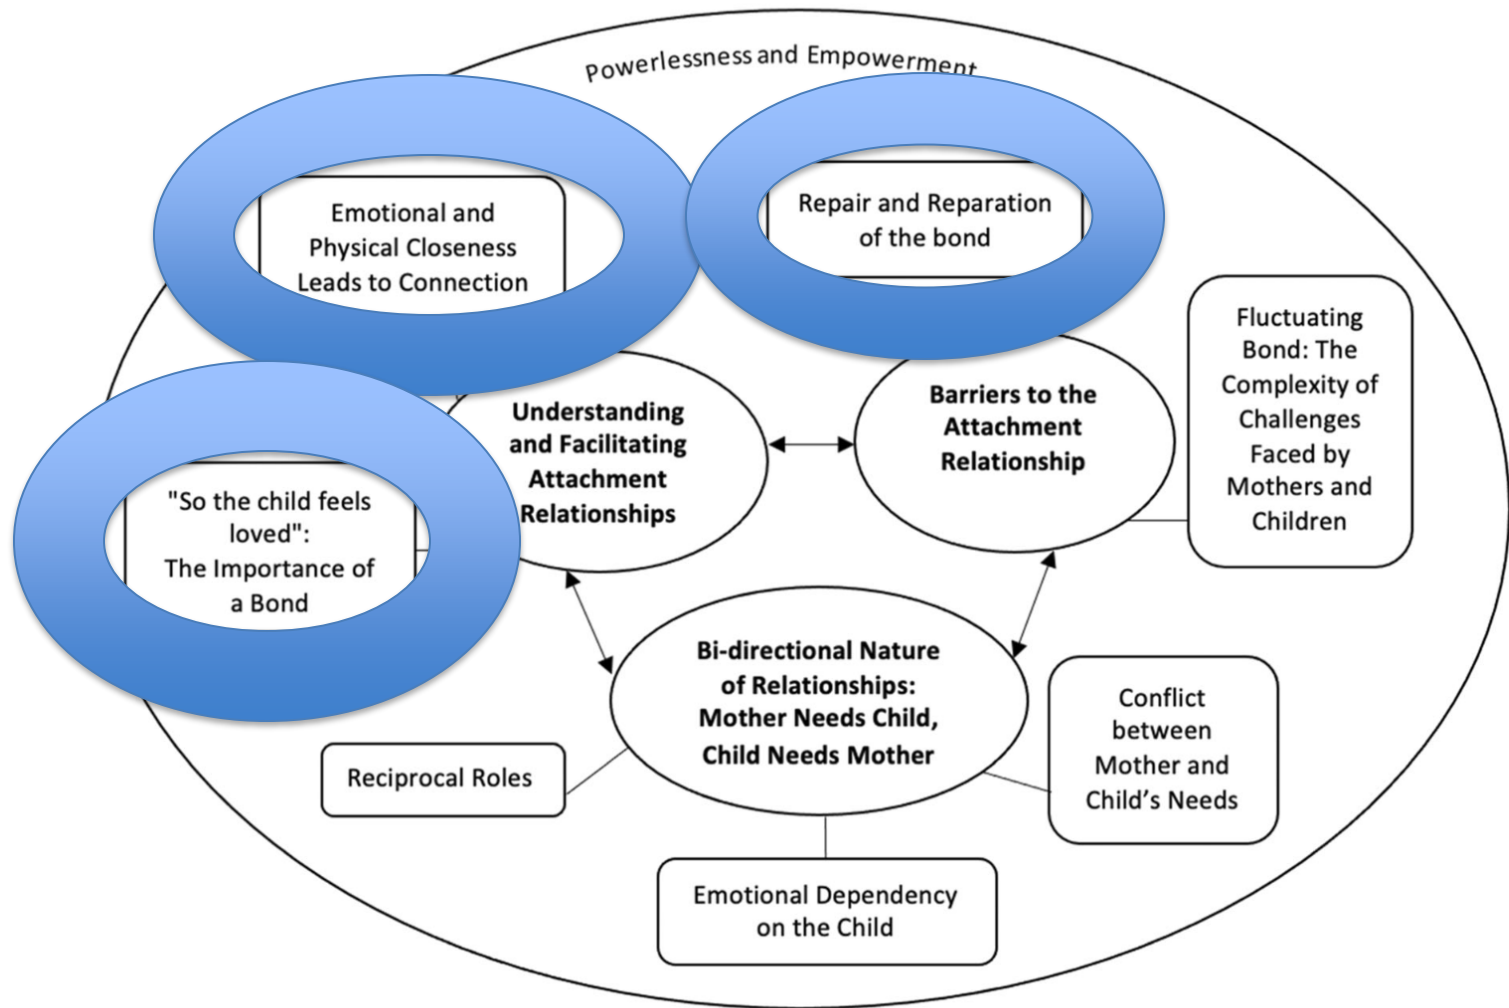 Powerlessness and Empowerment
Emotional and
Physical Closeness
Leads to Connection
Repair and Reparation
of the bond
Fluctuating
Bond: The
Complexity of
Challenges
Faced by
Mothers and
Children
Understanding
and Facilitating
Attachment
Relationships
Barriers to the
Attachment
Relationship
"So the child feels
loved":
The Importance of
a Bond
Bi-directional Nature
of Relationships:
Mother Needs Child,
Child Needs Mother
Conflict
between
Mother and
Child’s Needs
Reciprocal Roles
Emotional Dependency
on the Child